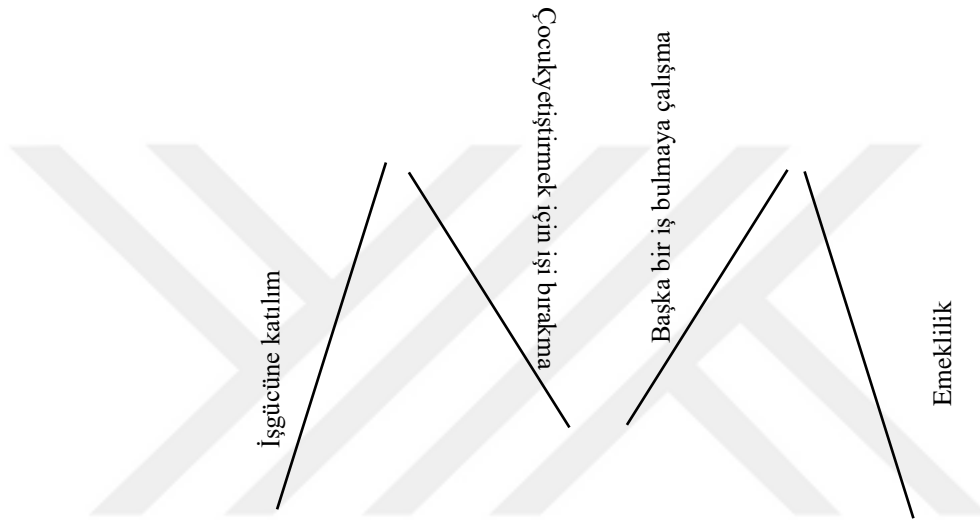 İşgücüne katılım
Çocukyetiştirmek için işi bırakma
Başka bir iş bulmaya çalışma
Emeklilik